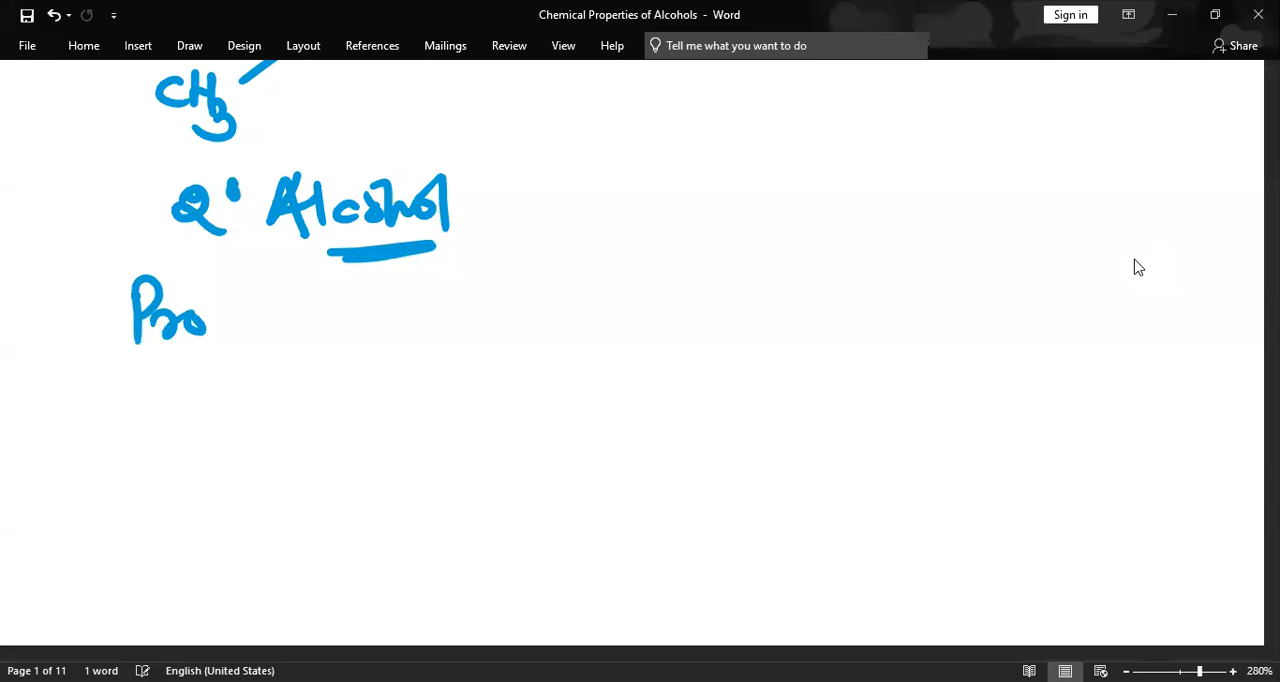 Chemical Properties of Alcohols - Word
Sign in
File Home Insert Draw Design Layout References Mailings Review View Help Tell me what you want to do Share
CH3
2° Alcohol
Pro
Page 1 of 11 1 word English (United States) 280%